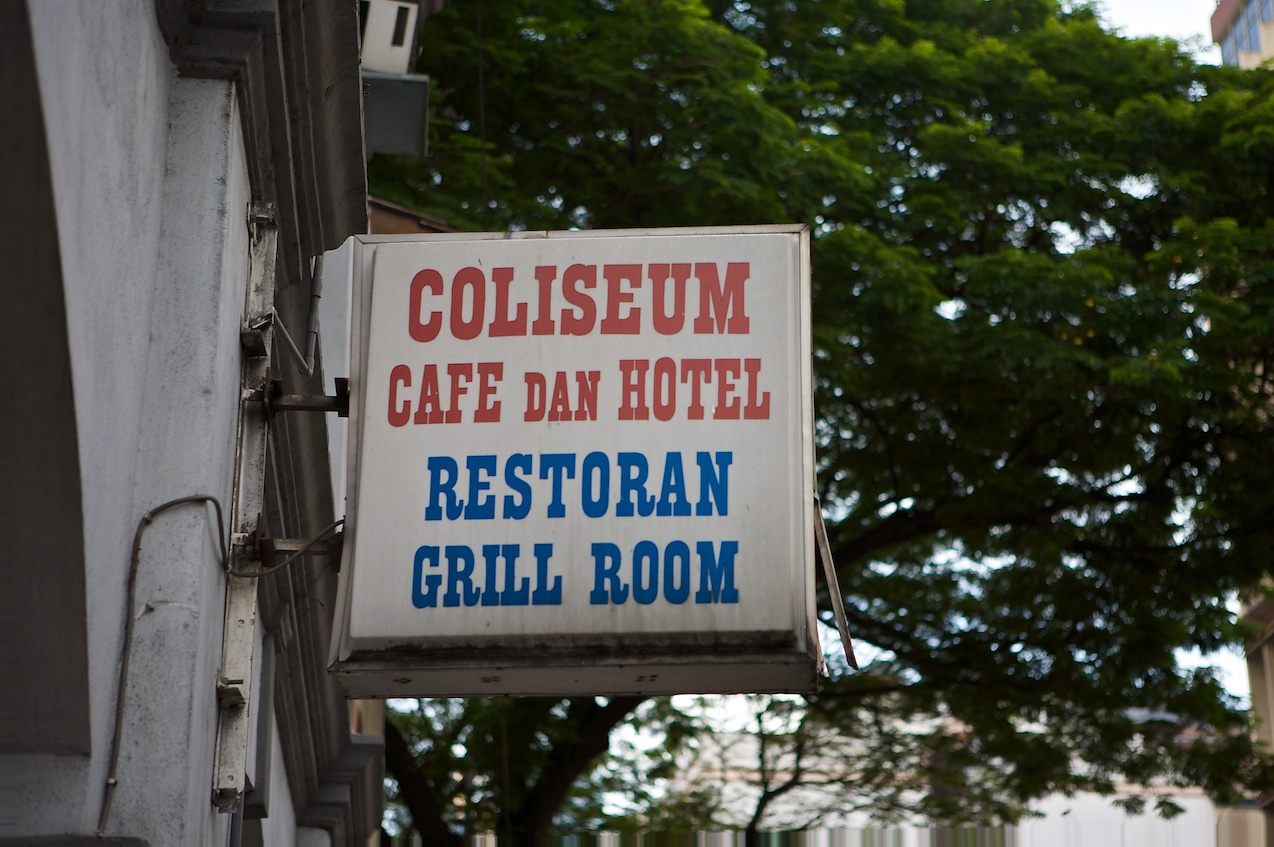 COLISEUM
CAFE DAN HOTEL
RESTORAN
GRILL ROOM